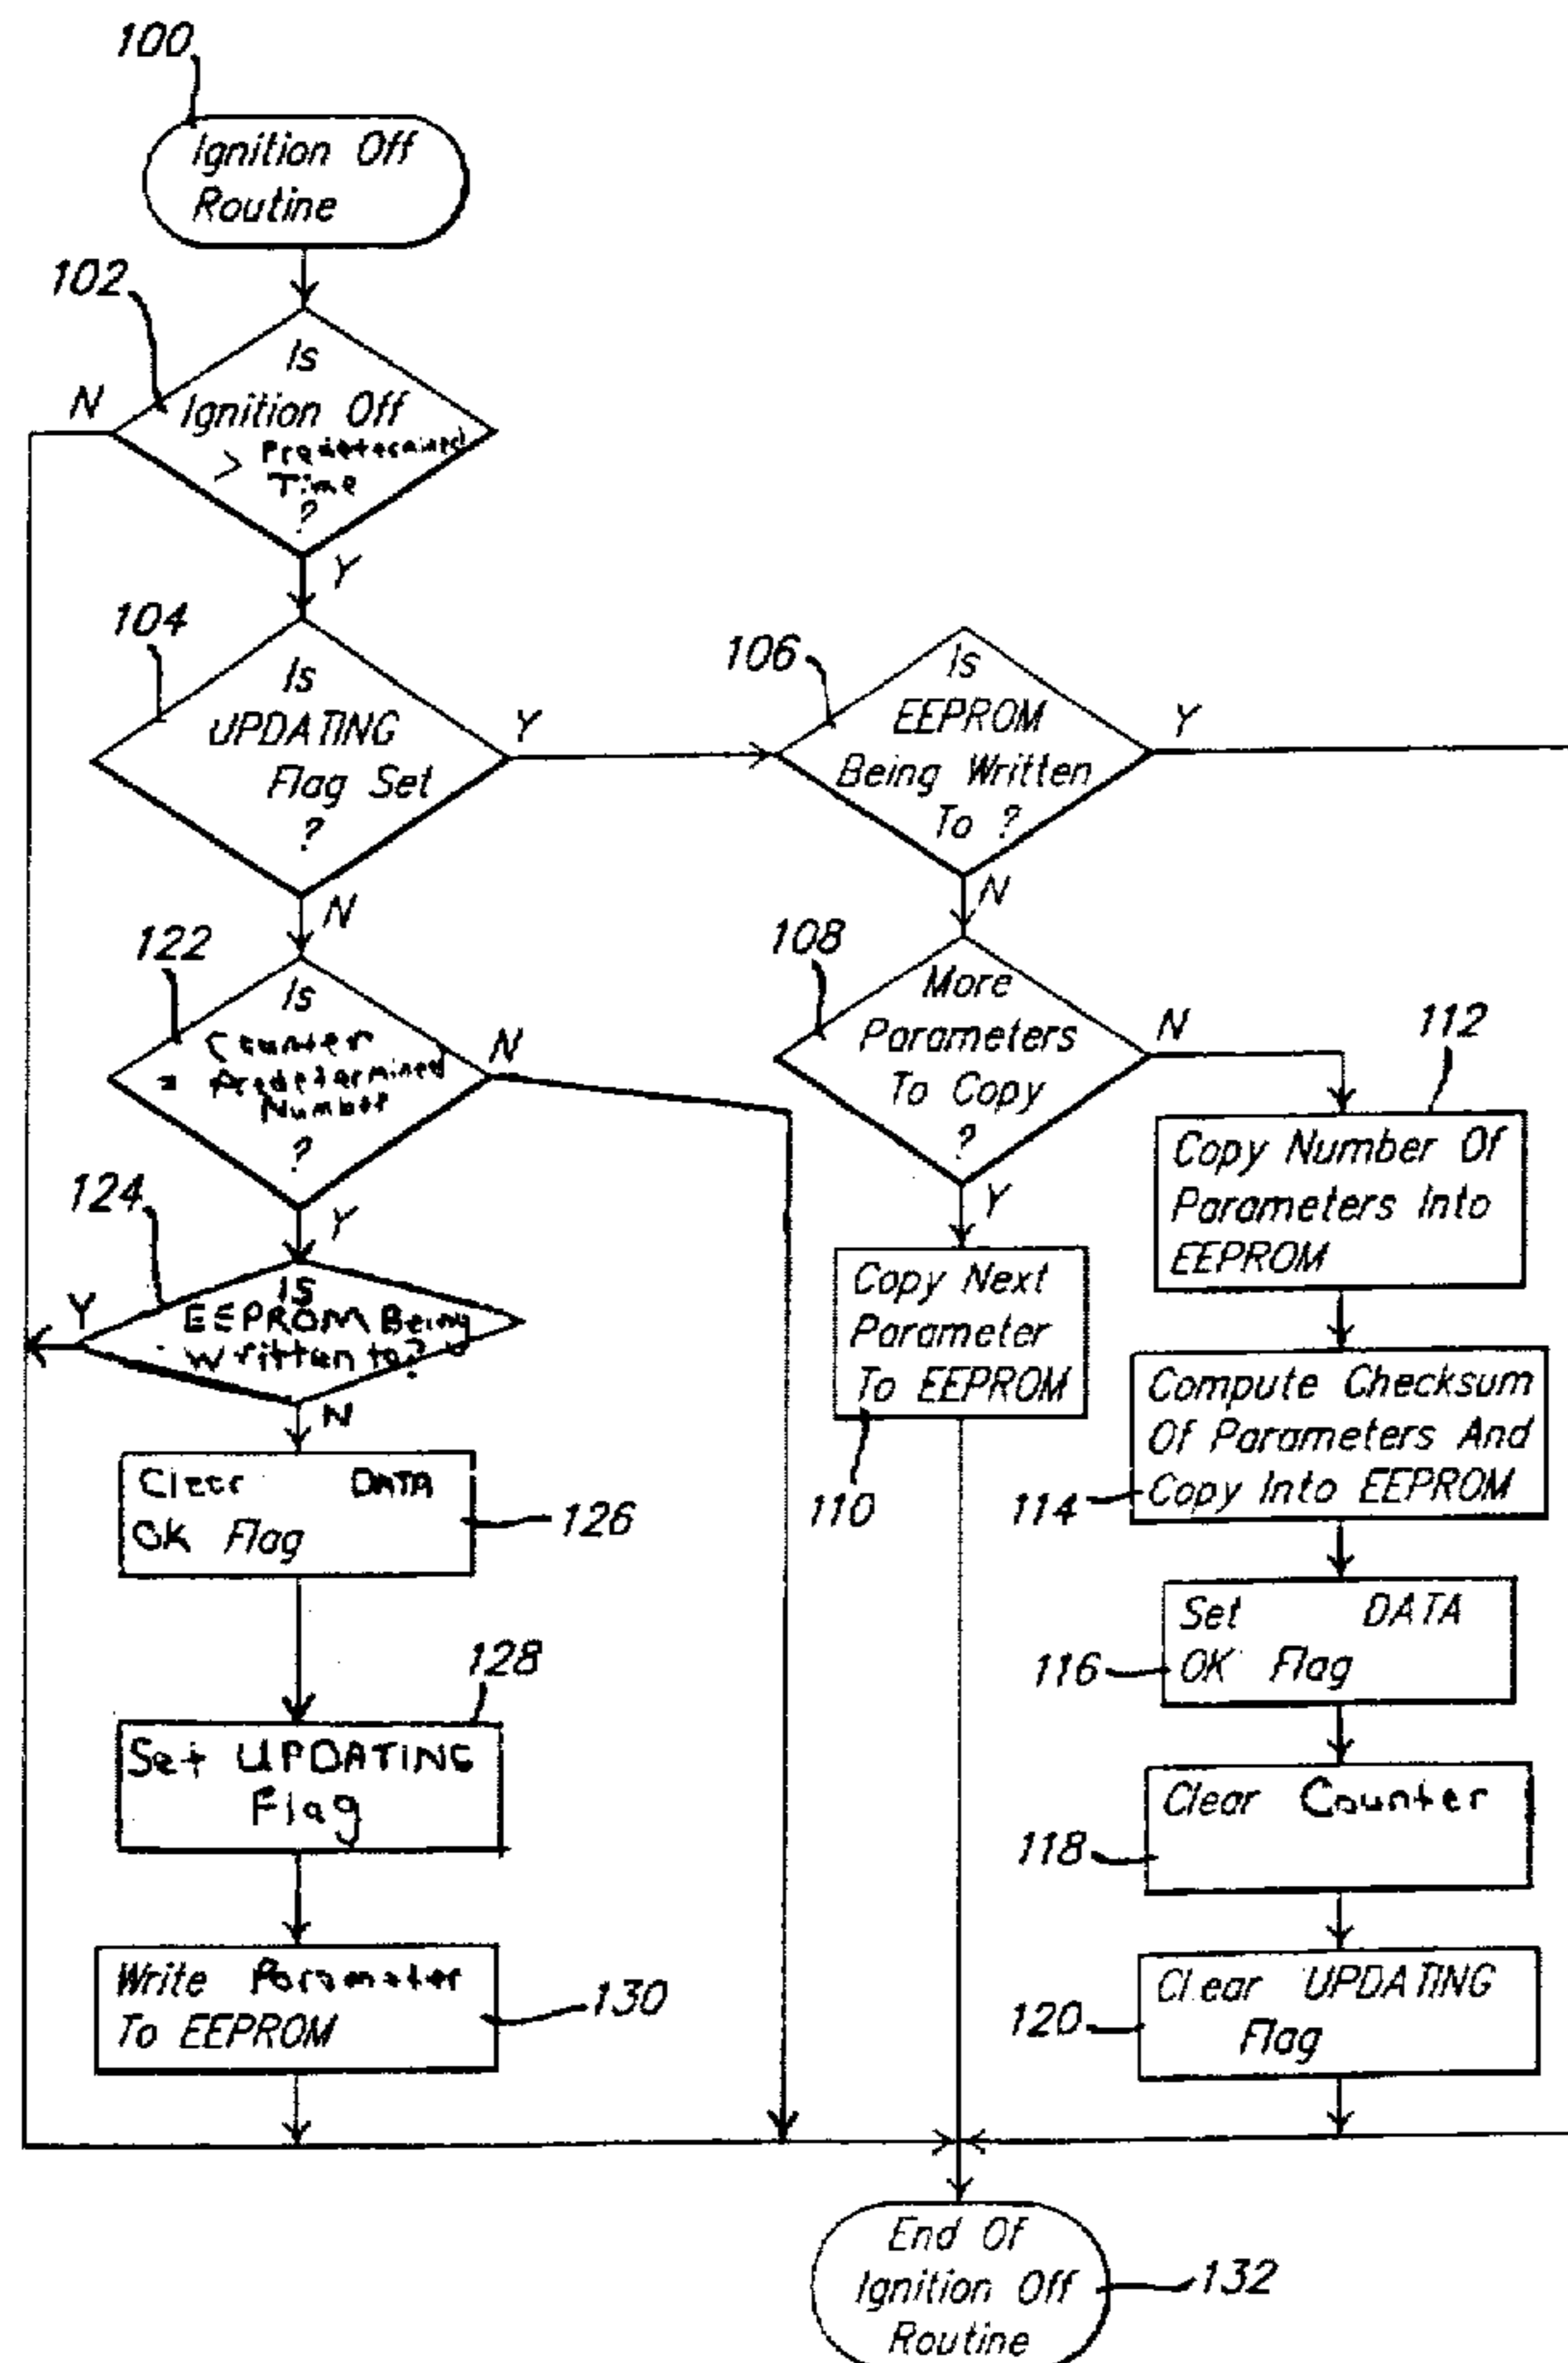 100
Ignition Off
Routine
102
Is
Ignition Off
> Predetermined
Time
?
N
Y
104
Is
UPDATING
Flag Set
?
Y
N
106
Is
EEPROM
Being Written
To ?
Y
N
122
Is
Counter
= Predetermined
Number
?
N
Y
108
More
Parameters
To Copy
?
N
Y
112
Copy Number Of
Parameters Into
EEPROM
124
IS
EEPROM Being
Written to?
Y
N
Copy Next
Parameter
To EEPROM
110
Compute Checksum
Of Parameters And
Copy Into EEPROM
114
Clear DATA
OK Flag
126
Set DATA
OK Flag
116
128
Set UPDATING
Flag
Clear Counter
118
Write Parameter
To EEPROM
130
Clear UPDATING
Flag
120
End Of
Ignition Off
Routine
132